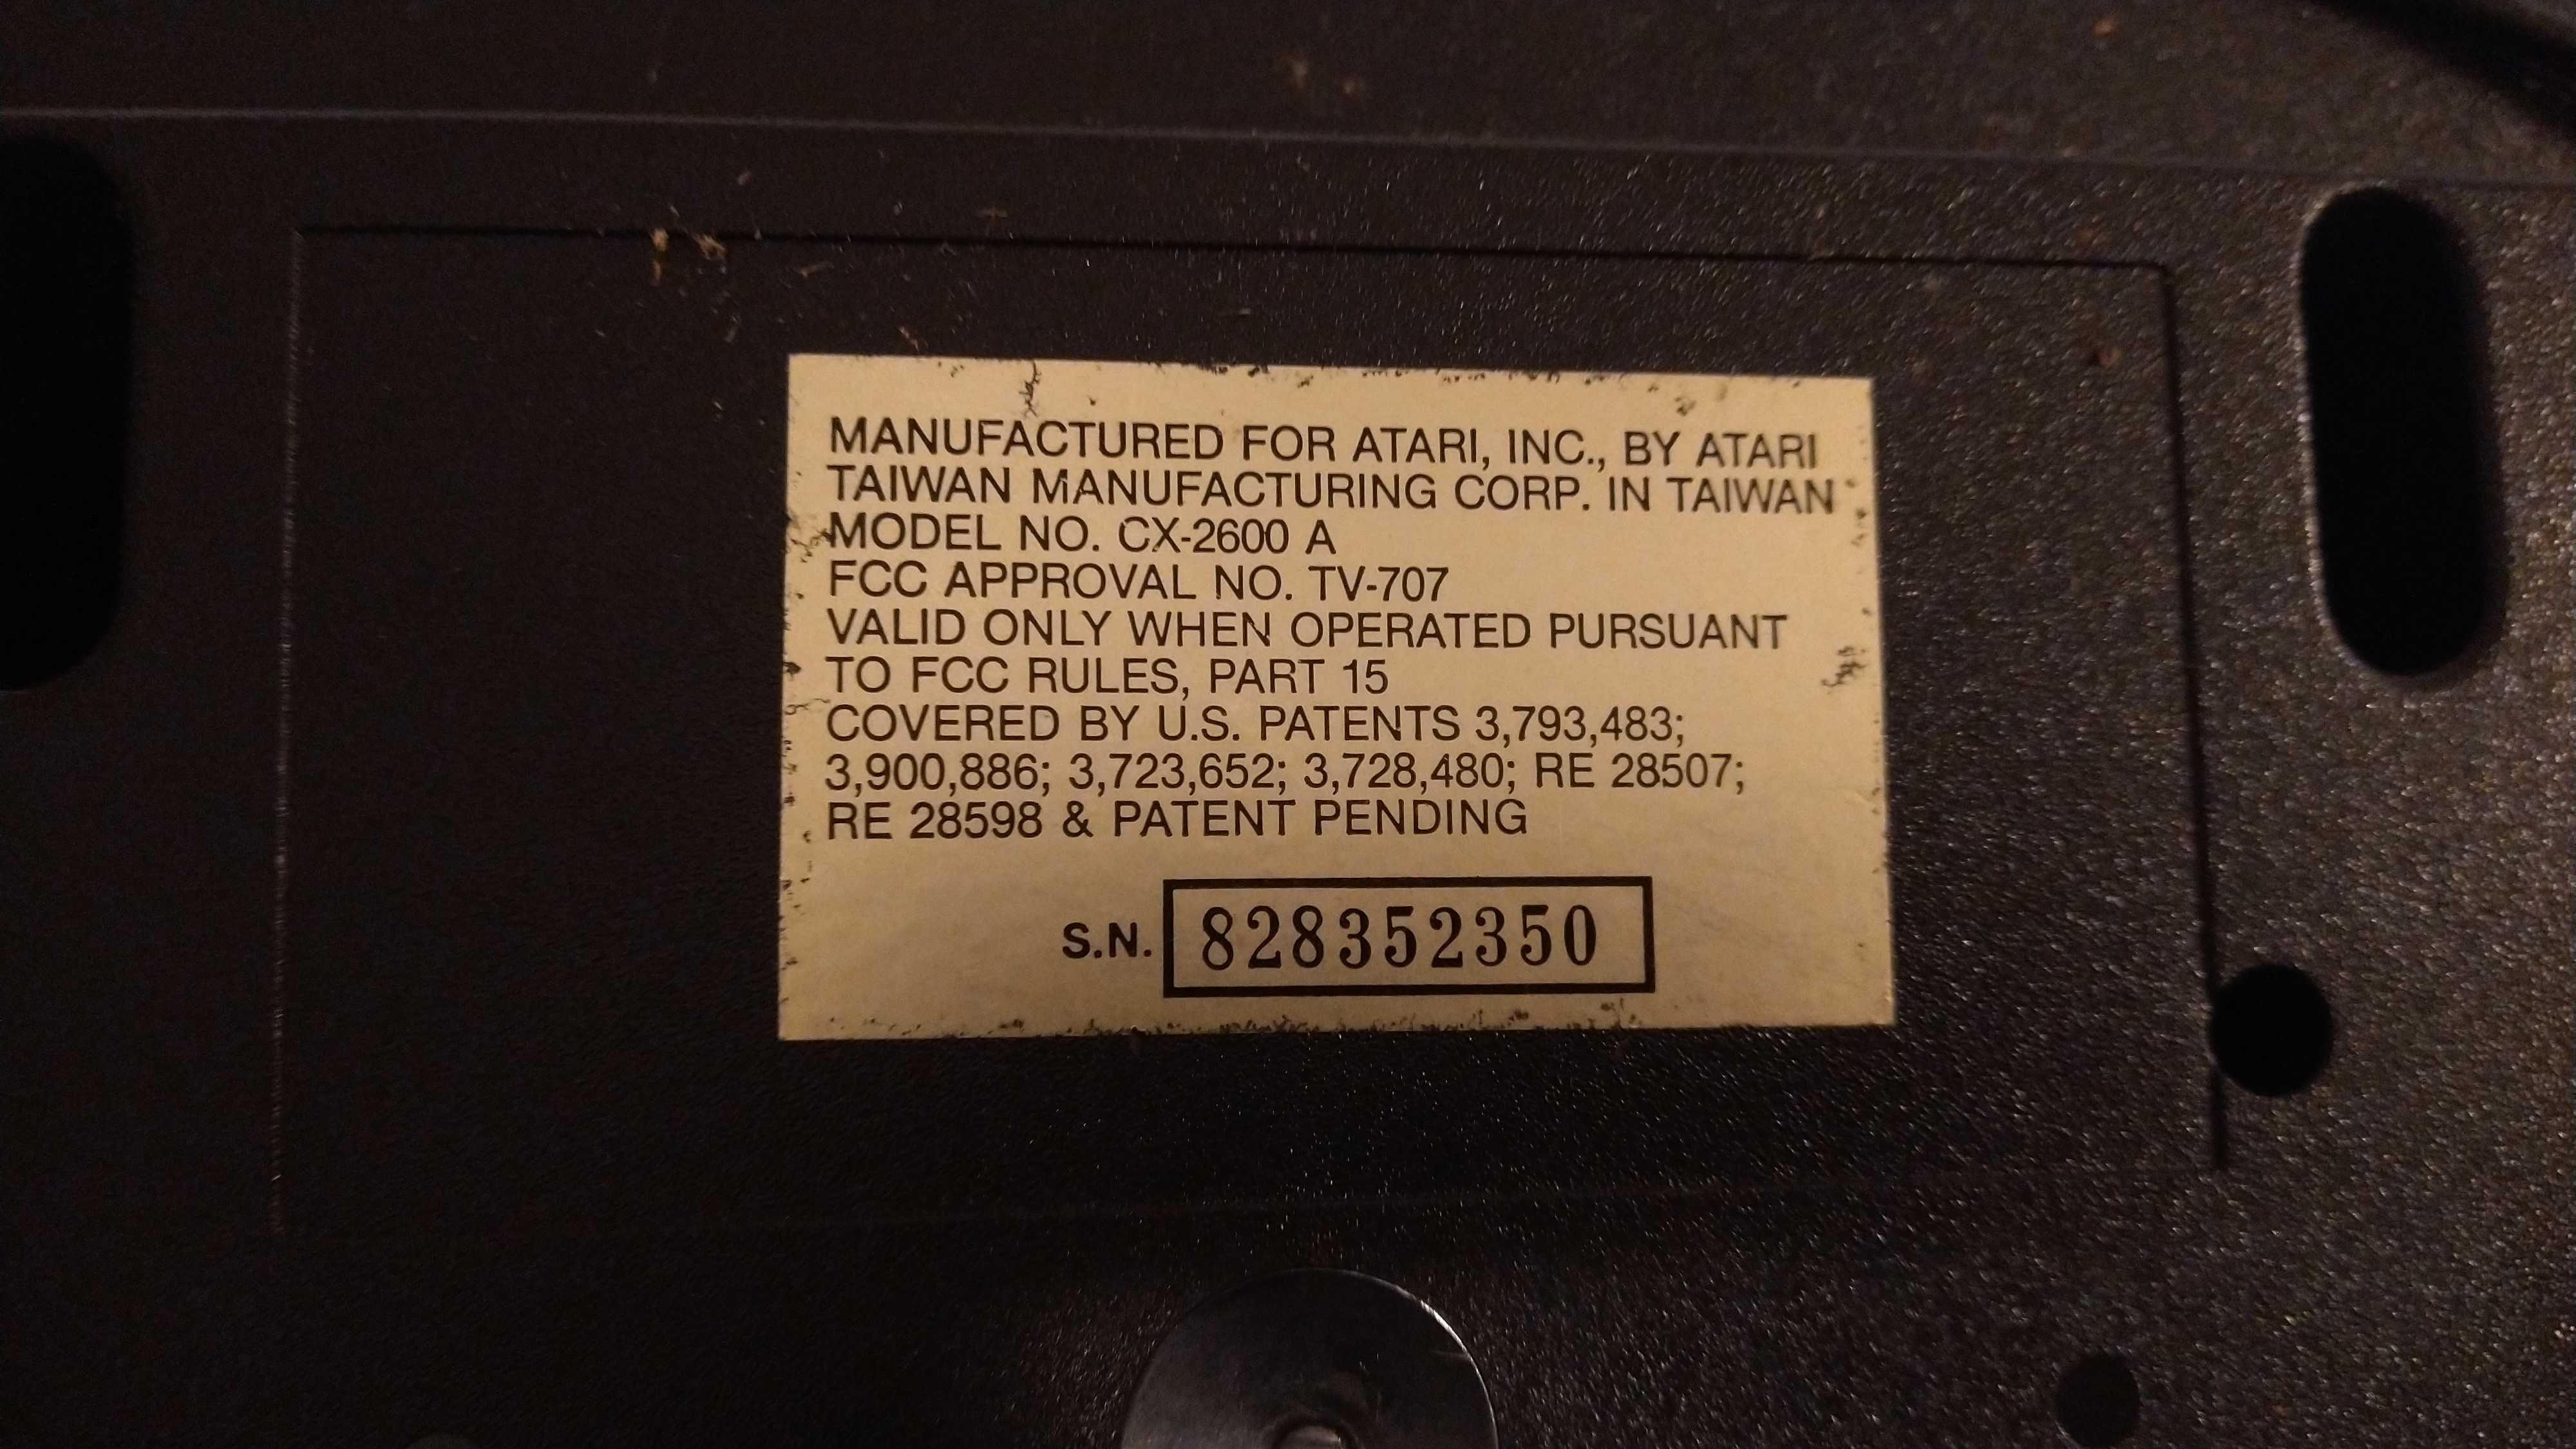 MANUFACTURED FOR ATARI, INC., BY ATARI
TAIWAN MANUFACTURING CORP. IN TAIWAN
MODEL NO. CX-2600 A
FCC APPROVAL NO. TV-707
VALID ONLY WHEN OPERATED PURSUANT
TO FCC RULES, PART 15
COVERED BY U.S. PATENTS 3,793,483;
3,900,886; 3,723,652; 3,728,480; RE 28507;
RE 28598 & PATENT PENDING
S.N. 828352350